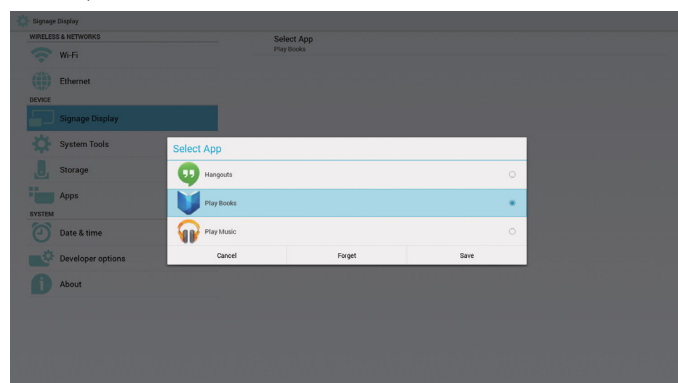 Signage Display
WIRELESS & NETWORKS
Wi-Fi
Ethernet
DEVICE
Signage Display
System Tools
Storage
Apps
SYSTEM
Date & time
Developer options
About
Select App
Play Books
Select App
Hangouts
Play Books
Play Music
Cancel Forget Save